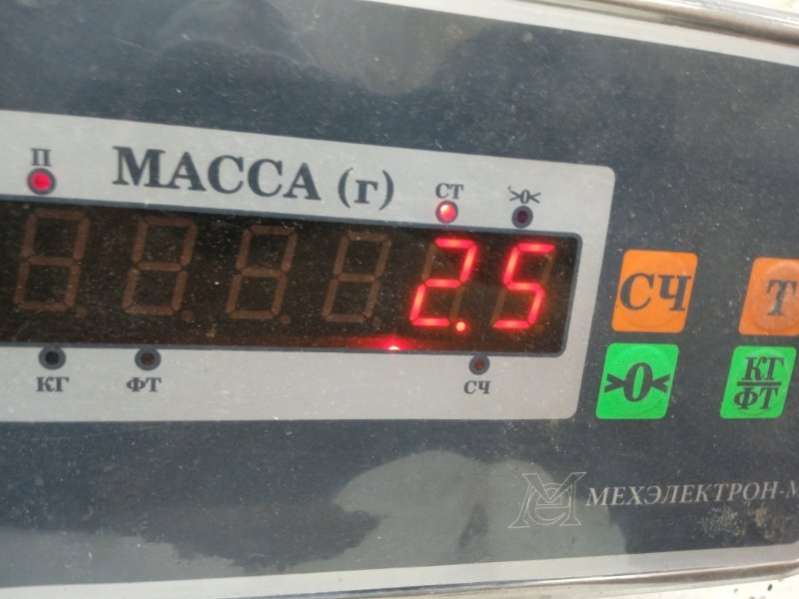 П
МАССА (г)
СТ
>0<
2.5
КГ
ФТ
СЧ
СЧ
Т
>0<
КГ
ФТ
МЕХЭЛЕКТРОН-М